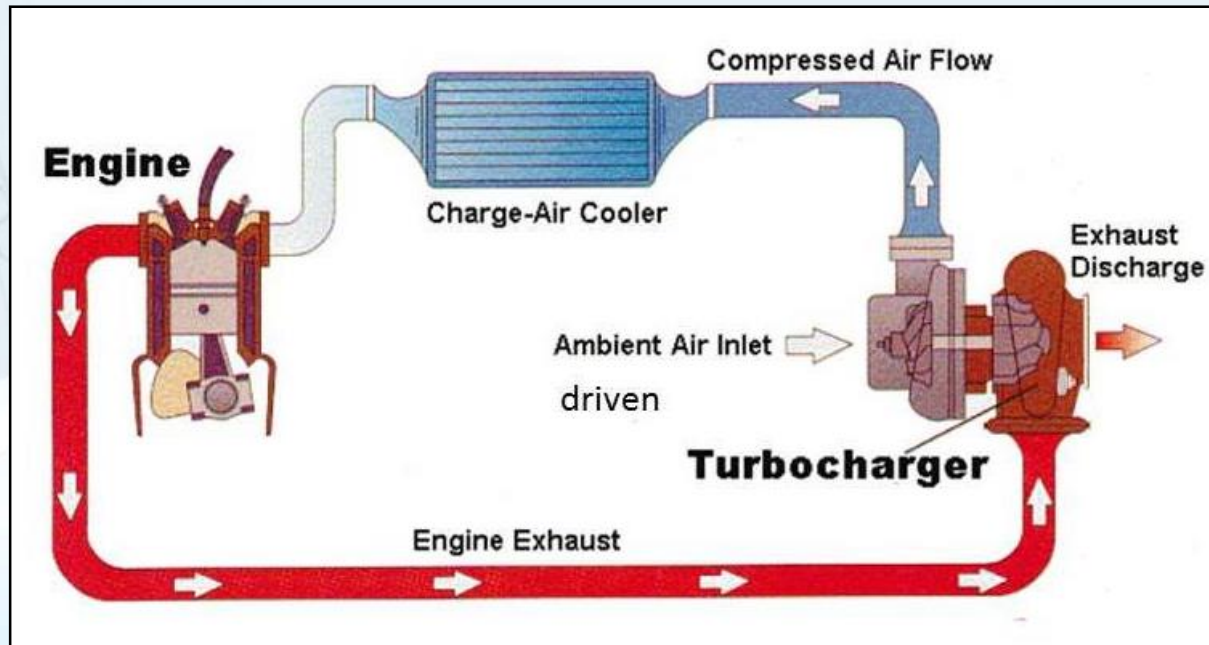 Compressed Air Flow
Engine
Charge-Air Cooler
Exhaust
Discharge
Ambient Air Inlet
driven
Turbocharger
Engine Exhaust